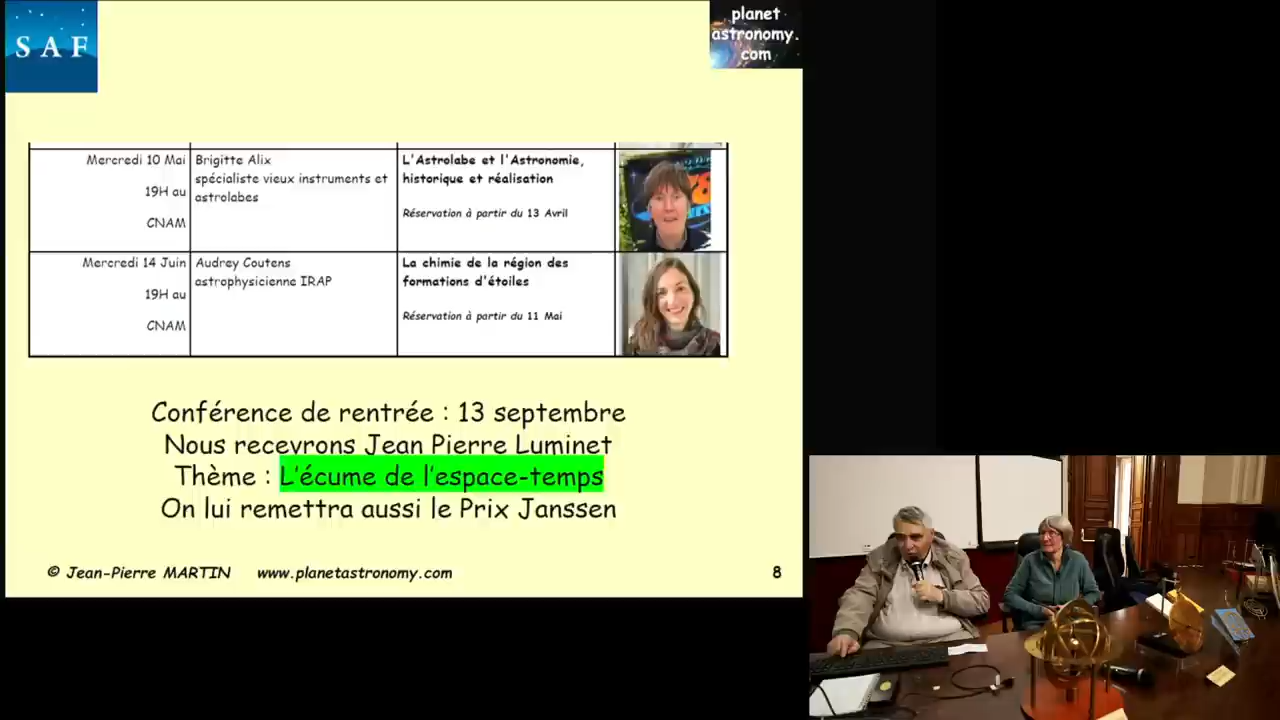 SAF
planet
astronomy.
com
Mercredi 10 Mai
19H au
CNAM
Brigitte Alix
spécialiste vieux instruments et
astrolabes
L'Astrolabe et l'Astronomie,
historique et réalisation
Réservation à partir du 13 Avril
Mercredi 14 Juin
19H au
CNAM
Audrey Coutens
astrophysicienne IRAP
La chimie de la région des
formations d'étoiles
Réservation à partir du 11 Mai
Conférence de rentrée : 13 septembre
Nous recevrons Jean Pierre Luminet
Thème : L'écume de l'espace-temps
On lui remettra aussi le Prix Janssen
© Jean-Pierre MARTIN www.planetastronomy.com 8